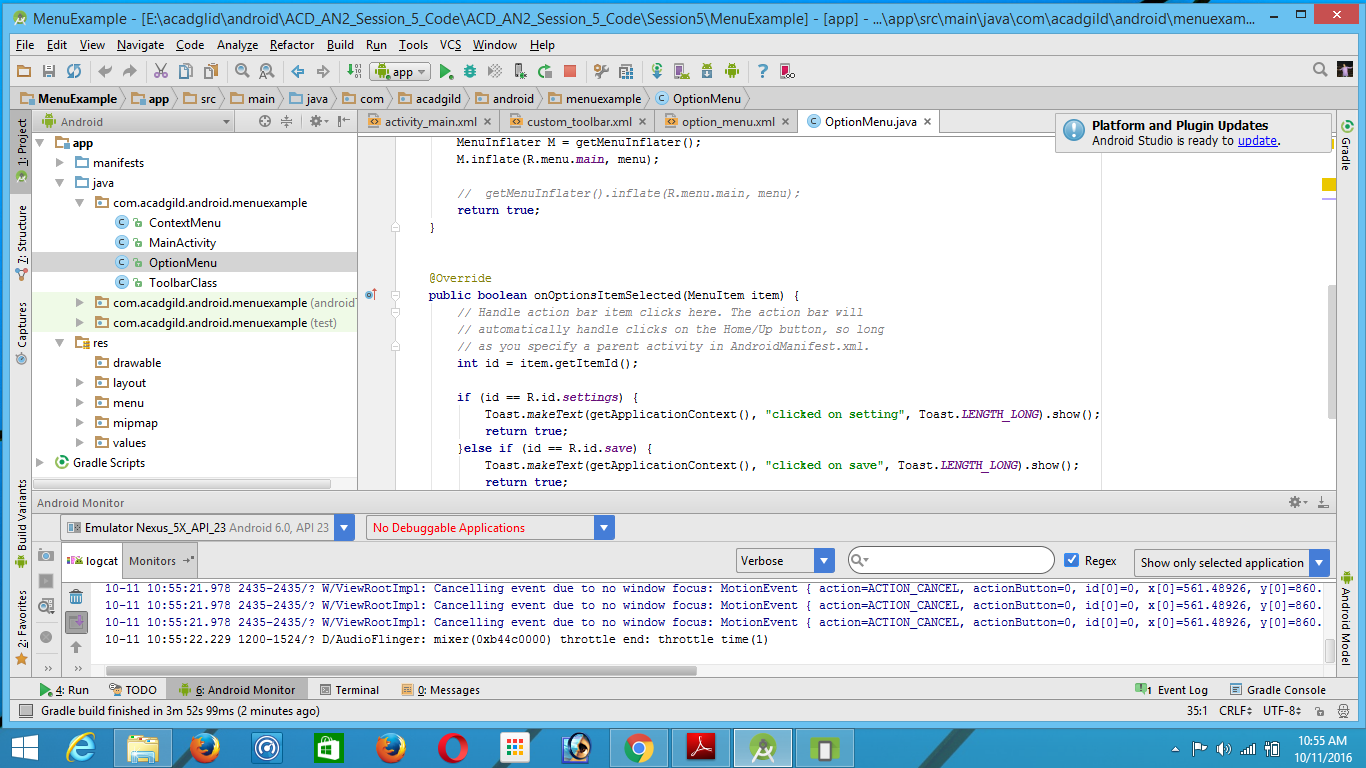 MenuExample - [E:\acadglid\android\ACD_AN2_Session_5_Code\ACD_AN2_Session_5_Code\Session5\MenuExample] - [app] - ...\app\src\main\java\com\acadgild\android\menuexam...
File Edit View Navigate Code Analyze Refactor Build Run Tools VCS Window Help
app
MenuExample app src main java com acadgild android menuexample OptionMenu
Android
activity_main.xml custom_toolbar.xml option_menu.xml OptionMenu.java
Platform and Plugin Updates
Android Studio is ready to update.
1: Project
7: Structure
Captures
Build Variants
2: Favorites
app
manifests
java
com.acadgild.android.menuexample
ContextMenu
MainActivity
OptionMenu
ToolbarClass
com.acadgild.android.menuexample (android
com.acadgild.android.menuexample (test)
res
drawable
layout
menu
mipmap
values
Gradle Scripts
MenuInflater M = getMenuInflater();
M.inflate(R.menu.main, menu);
//  getMenuInflater().inflate(R.menu.main, menu);
return true;
}
@Override
public boolean onOptionsItemSelected(MenuItem item) {
// Handle action bar item clicks here. The action bar will
// automatically handle clicks on the Home/Up button, so long
// as you specify a parent activity in AndroidManifest.xml.
int id = item.getItemId();
if (id == R.id.settings) {
Toast.makeText(getApplicationContext(), "clicked on setting", Toast.LENGTH_LONG).show();
return true;
}else if (id == R.id.save) {
Toast.makeText(getApplicationContext(), "clicked on save", Toast.LENGTH_LONG).show();
return true;
Gradle
Android Model
Android Monitor
Emulator Nexus_5X_API_23 Android 6.0, API 23
No Debuggable Applications
logcat Monitors
Verbose
Regex
Show only selected application
10-11 10:55:21.978 2435-2435/? W/ViewRootImpl: Cancelling event due to no window focus: MotionEvent { action=ACTION_CANCEL, actionButton=0, id[0]=0, x[0]=561.48926, y[0]=860.
10-11 10:55:21.978 2435-2435/? W/ViewRootImpl: Cancelling event due to no window focus: MotionEvent { action=ACTION_CANCEL, actionButton=0, id[0]=0, x[0]=561.48926, y[0]=860.
10-11 10:55:21.978 2435-2435/? W/ViewRootImpl: Cancelling event due to no window focus: MotionEvent { action=ACTION_CANCEL, actionButton=0, id[0]=0, x[0]=561.48926, y[0]=860.
10-11 10:55:22.229 1200-1524/? D/AudioFlinger: mixer(0xb44c0000) throttle end: throttle time(1)
4: Run TODO 6: Android Monitor Terminal 0: Messages
1 Event Log Gradle Console
Gradle build finished in 3m 52s 99ms (2 minutes ago)
35:1 CRLF UTF-8
10:55 AM
10/11/2016